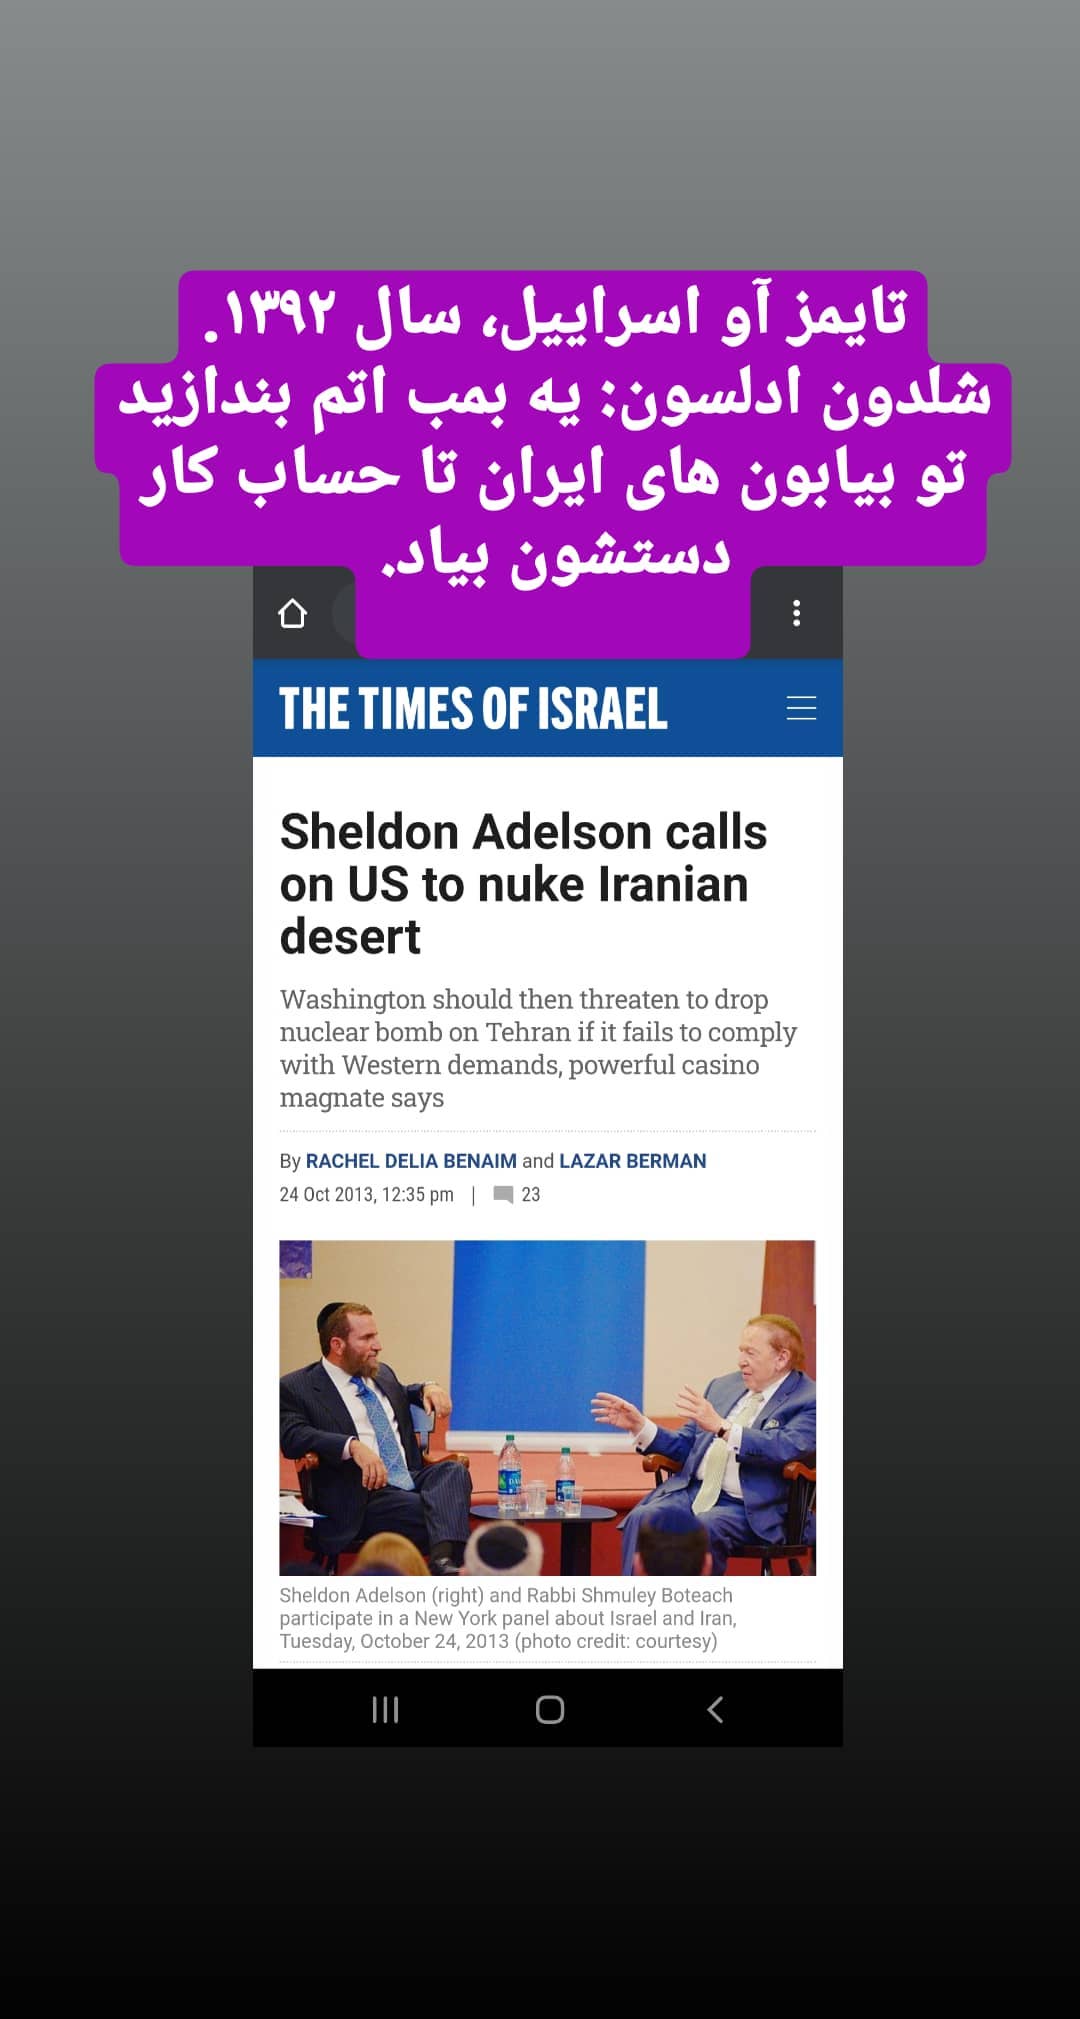 تایمز آو اسراییل، سال ۱۳۹۲.
شلدون ادلسون: یه بمب اتم بندازید
تو بیابون های ایران تا حساب کار
دستشون بیاد.
THE TIMES OF ISRAEL
Sheldon Adelson calls
on US to nuke Iranian
desert
Washington should then threaten to drop
nuclear bomb on Tehran if it fails to comply
with Western demands, powerful casino
magnate says
By RACHEL DELIA BENAIM and LAZAR BERMAN
24 Oct 2013, 12:35 pm | 23
Sheldon Adelson (right) and Rabbi Shmuley Boteach
participate in a New York panel about Israel and Iran,
Tuesday, October 24, 2013 (photo credit: courtesy)